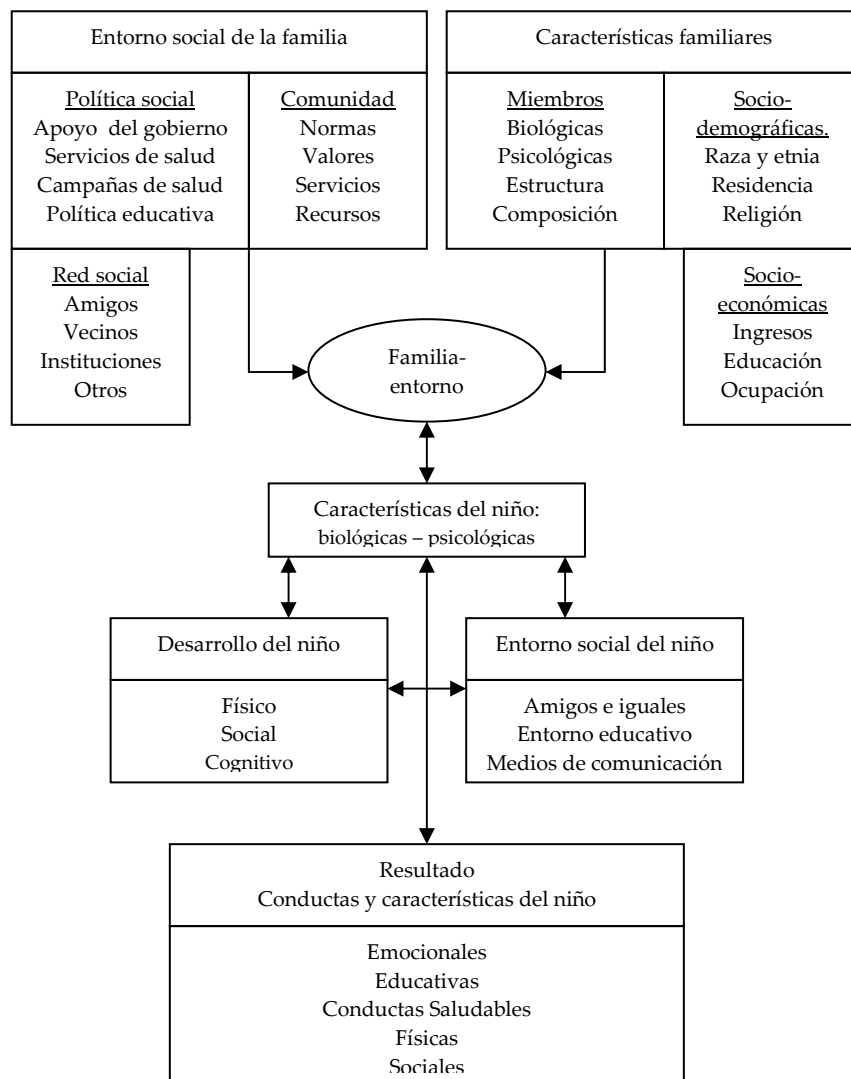 Entorno social de la familia
Política social
Apoyo  del gobierno
Servicios de salud
Campañas de salud
Política educativa
Comunidad
Normas
Valores
Servicios
Recursos
Red social
Amigos
Vecinos
Instituciones
Otros
Características familiares
Miembros
Biológicas
Psicológicas
Estructura
Composición
Socio-
demográficas.
Raza y etnia
Residencia
Religión
Socio-
económicas
Ingresos
Educación
Ocupación
Familia-
entorno
Características del niño:
biológicas – psicológicas
Desarrollo del niño
Físico
Social
Cognitivo
Entorno social del niño
Amigos e iguales
Entorno educativo
Medios de comunicación
Resultado
Conductas y características del niño
Emocionales
Educativas
Conductas Saludables
Físicas
Sociales